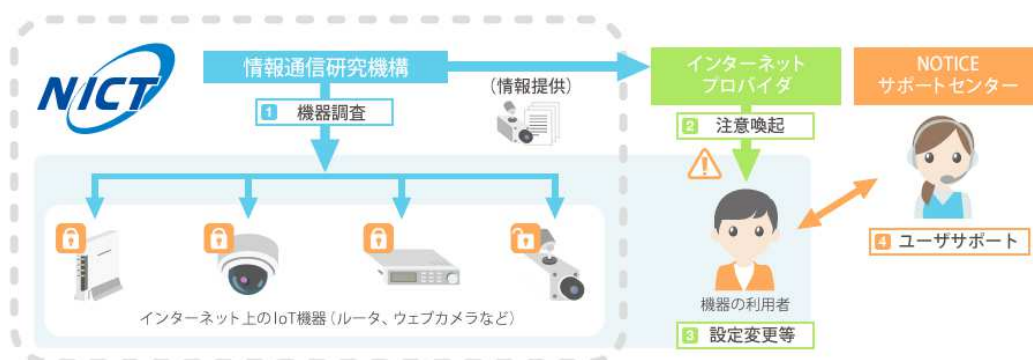 NICT
情報通信研究機構
1 機器調査
(情報提供)
インターネット
プロバイダ
2 注意喚起
NOTICE
サポートセンター
4 ユーザサポート
機器の利用者
3 設定変更等
インターネット上のIoT機器(ルータ、ウェブカメラなど)